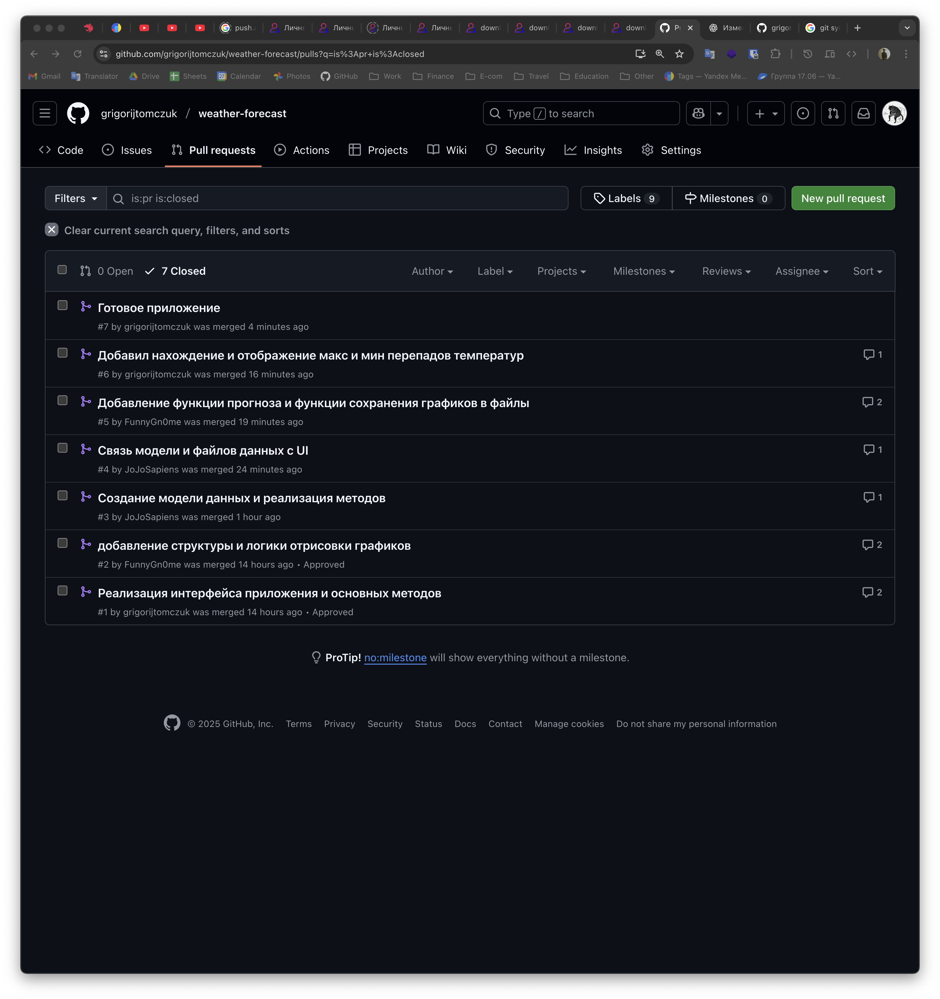 push.
Личнь
Личнь
Личнь
Личнь
down
down
down
down
Изме
grigor
git sy
github.com/grigorijtomczuk/weather-forecast/pulls?q=is%3Apr+is%3Aclosed
Gmail
Translator
Drive
Sheets
27
Calendar
Photos
GitHub
Work
Finance
E-com
Travel
Education
Other
Tags — Yandex Me...
Группа 17.06 — Ya...
grigorijtomczuk / weather-forecast
Type / to search
Code
Issues
Pull requests
Actions
Projects
Wiki
Security
Insights
Settings
Filters
is:pr is:closed
Labels 9
Milestones 0
New pull request
Clear current search query, filters, and sorts
0 Open
7 Closed
Author
Label
Projects
Milestones
Reviews
Assignee
Sort
Готовое приложение
#7 by grigorijtomczuk was merged 4 minutes ago
Добавил нахождение и отображение макс и мин перепадов температур
1
#6 by grigorijtomczuk was merged 16 minutes ago
Добавление функции прогноза и функции сохранения графиков в файлы
2
#5 by FunnyGn0me was merged 19 minutes ago
Связь модели и файлов данных с UI
1
#4 by JoJoSapiens was merged 24 minutes ago
Создание модели данных и реализация методов
1
#3 by JoJoSapiens was merged 1 hour ago
добавление структуры и логики отрисовки графиков
2
#2 by FunnyGn0me was merged 14 hours ago • Approved
Реализация интерфейса приложения и основных методов
2
#1 by grigorijtomczuk was merged 14 hours ago • Approved
ProTip! no:milestone will show everything without a milestone.
© 2025 GitHub, Inc.
Terms
Privacy
Security
Status
Docs
Contact
Manage cookies
Do not share my personal information